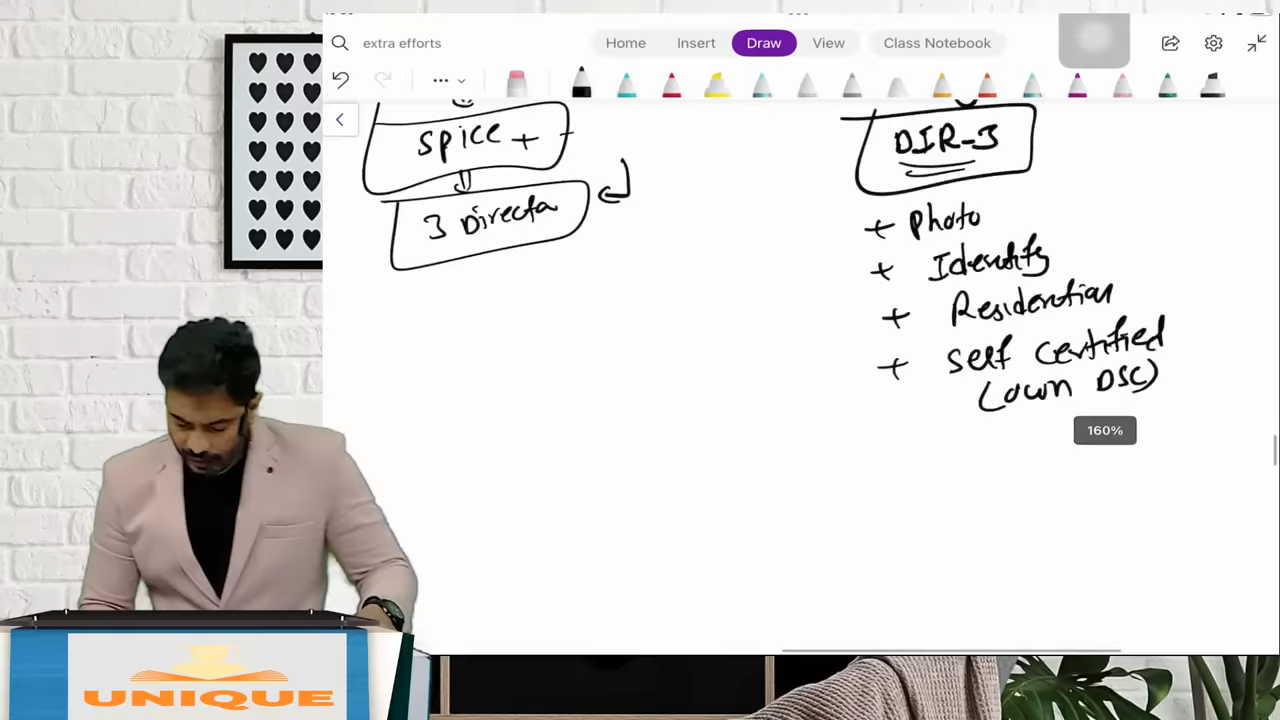 extra efforts
Home Insert Draw View Class Notebook
Spice +
3 Directa
DIR-3
+ Photo
+ Identity
+ Residential
+ Self Certified
(own DSC)
160%
UNIQUE